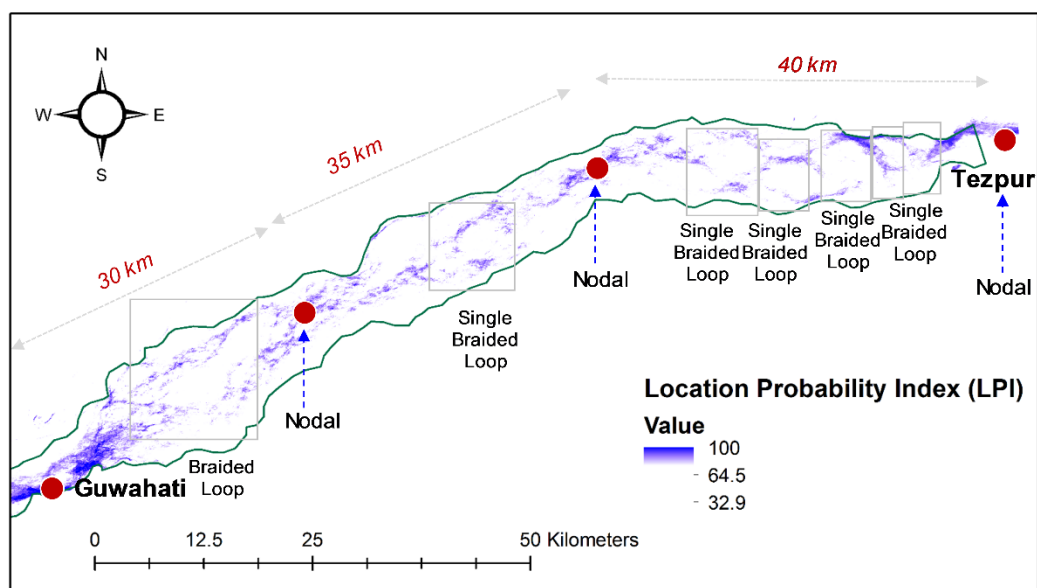 N
W
E
S
40 km
35 km
30 km
Tezpur
Single
Braided
Loop
Single
Braided
Loop
Single
Braided
Loop
Single
Braided
Loop
Nodal
Nodal
Single
Braided
Loop
Nodal
Braided
Loop
Guwahati
Location Probability Index (LPI)
Value
100
64.5
32.9
0 12.5 25 50 Kilometers